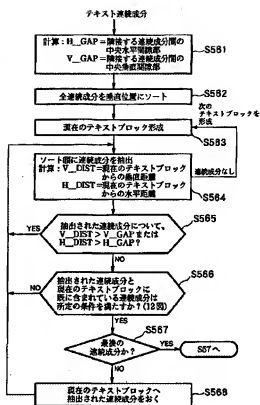 テキスト連続成分
計算:H_GAP=隣接する連続成分間の
中央水平間隙部
V_GAP=隣接する連続成分間の
中央垂直間隙部
S581
全連続成分を垂直位置にソート
S582
次の
テキストブロックを
形成
現在のテキストブロック形成
S583
ソート順に連続成分を抽出
計算:V_DIST=現在のテキストブロック
からの垂直距離
H_DIST=現在のテキストブロック
からの水平距離
連続成分なし
S564
S565
抽出された連続成分について、
V_DIST>V_GAPまたは
H_DIST>H_GAP?
YES
NO
S566
抽出された連続成分と
現在のテキストブロックに
既に含まれている連続成分は
所定の条件を満たすか?(12図)
NO
YES
S567
最後の
連続成分か?
YES
S57へ
NO
現在のテキストブロックへ
抽出された連続成分をおく
S568